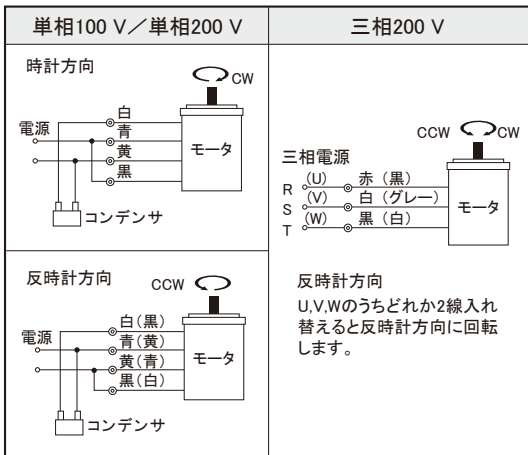 単相100 V／単相200 V
時計方向
CW
白
電源
青
黄
モータ
黒
コンデンサ
反時計方向
CCW
白（黒）
電源
青（黄）
黄（青）
モータ
黒（白）
コンデンサ
三相200 V
CCW
CW
三相電源
R (U) 赤（黒）
S (V) 白（グレー）
T (W) 黒（白）
モータ
反時計方向
U,V,Wのうちどれか2線入れ
替えると反時計方向に回転
します。